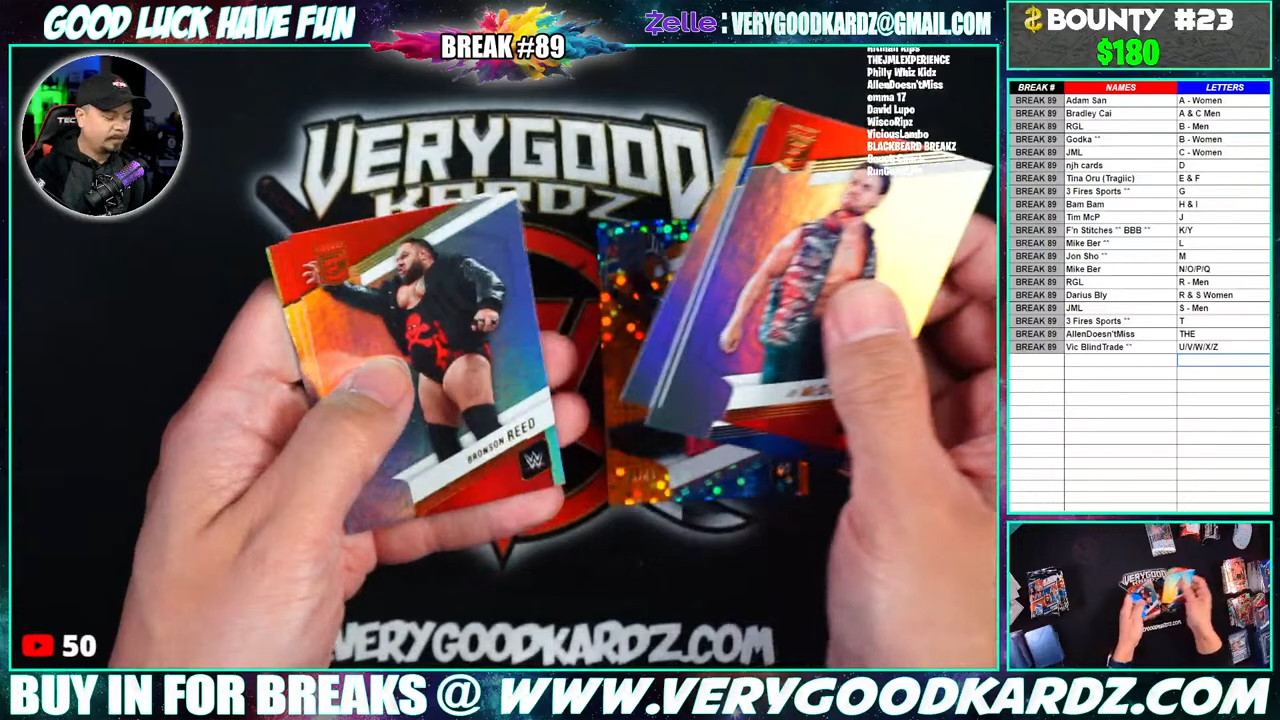 GOOD LUCK HAVE FUN
BREAK #89
Zelle : VERYGOODKARDZ@GMAIL.COM
$ BOUNTY #23
$180
Hitman Rips
THEJMLEXPERIENCE
Philly Whiz Kidz
AllenDoesn'tMiss
emma 17
David Lupo
WiscoRipz
ViciousLambo
BLACKBEARD BREAKZ
BREAK # NAMES LETTERS
BREAK 89 Adam San A - Women
BREAK 89 Bradley Cai A & C Men
BREAK 89 RGL B - Men
BREAK 89 Godka ** B - Women
BREAK 89 JML C - Women
BREAK 89 njh cards D
BREAK 89 Tina Oru (Tragiic) E & F
BREAK 89 3 Fires Sports ** G
BREAK 89 Bam Bam H & I
BREAK 89 Tim McP J
BREAK 89 F'n Stitches ** BBB ** K/Y
BREAK 89 Mike Ber ** L
BREAK 89 Jon Sho ** M
BREAK 89 Mike Ber N/O/P/Q
BREAK 89 RGL R - Men
BREAK 89 Darius Bly R & S Women
BREAK 89 JML S - Men
BREAK 89 3 Fires Sports ** T
BREAK 89 AllenDoesn'tMiss THE
BREAK 89 Vic BlindTrade ** U/V/W/X/Z
VERYGOOD
KARDZ
BRONSON REED
W
VERYGOODKARDZ.COM
50
BUY IN FOR BREAKS @ WWW.VERYGOODKARDZ.COM